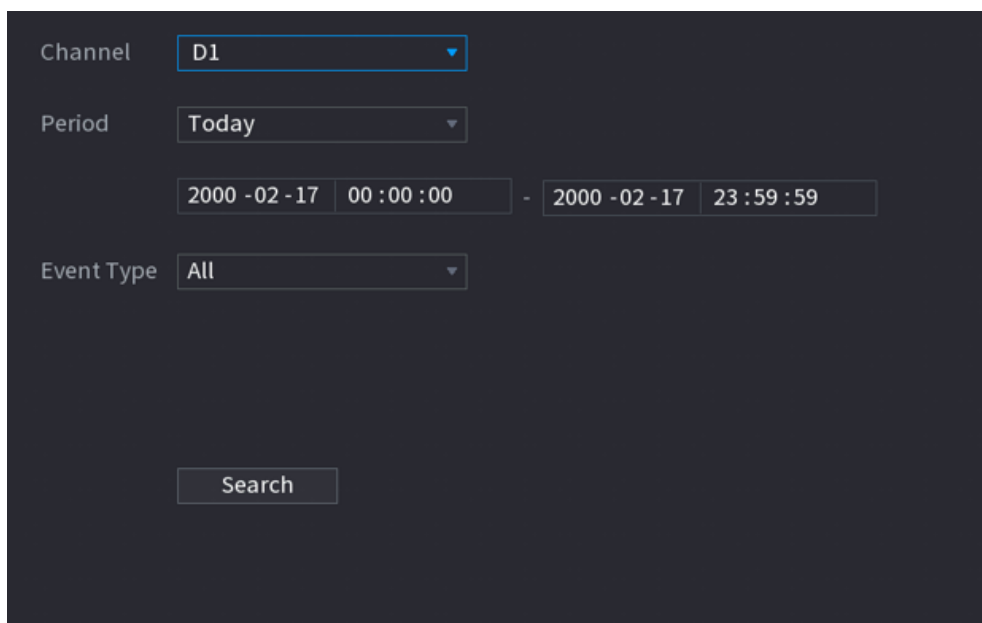 Channel D1
Period Today
2000 -02 -17 00 :00 :00 - 2000 -02 -17 23 :59 :59
Event Type All
Search